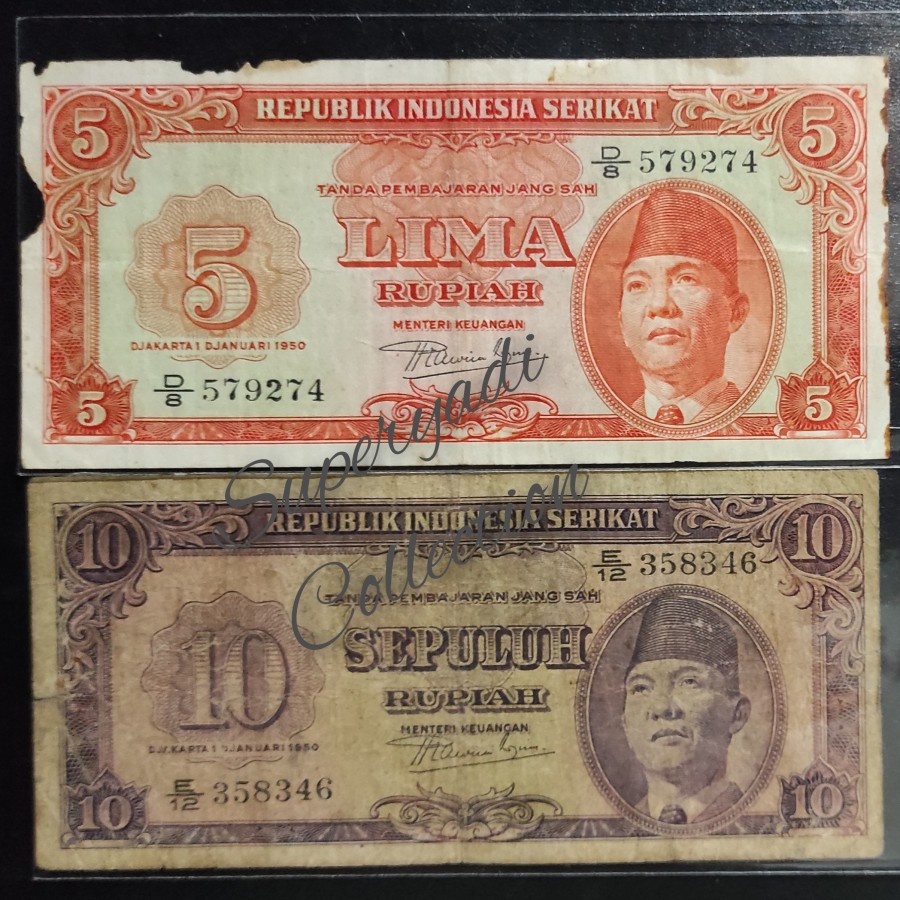 5 REPUBLIK INDONESIA SERIKAT 5
D/8 579274
TANDA PEMBAJARAN JANG SAH
5 LIMA
RUPIAH
MENTERI KEUANGAN
DJAKARTA 1 DJANUARI 1950
D/8 579274
5 5
Superyadi
Collection
10 REPUBLIK INDONESIA SERIKAT 10
E/12 358346
TANDA PEMBAJARAN JANG SAH
10 SEPULUH
RUPIAH
MENTERI KEUANGAN
DJAKARTA 1 DJANUARI 1950
E/12 358346
10 10